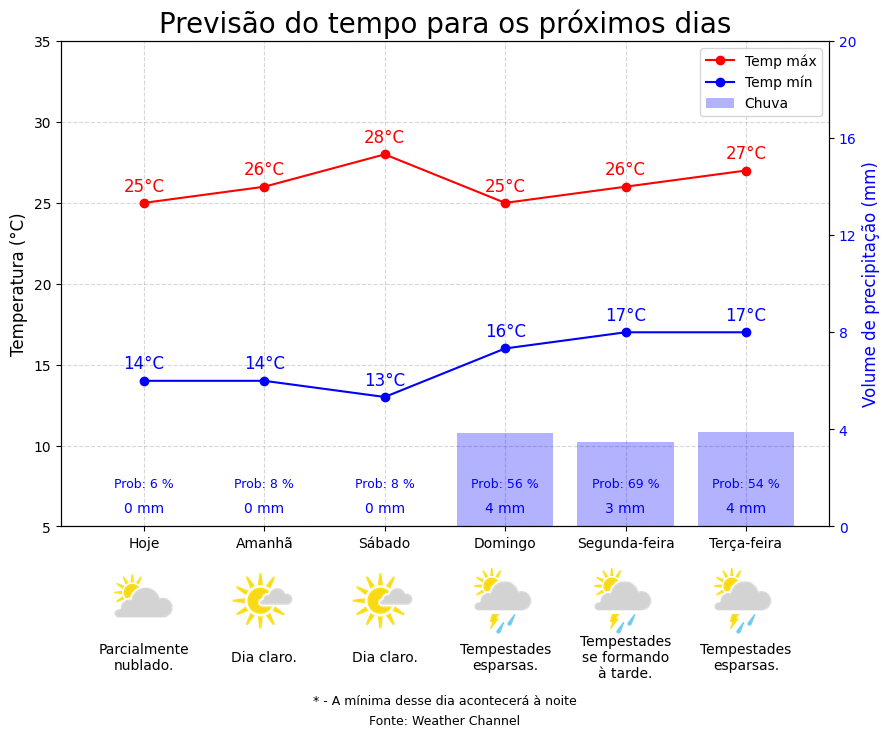 Previsão do tempo para os próximos dias
Temperatura (°C)
35
30
25
20
15
10
5
Volume de precipitação (mm)
20
16
12
8
4
0
Temp máx
Temp mín
Chuva
25°C
26°C
28°C
25°C
26°C
27°C
14°C
14°C
13°C
16°C
17°C
17°C
Prob: 6 %
Prob: 8 %
Prob: 8 %
Prob: 56 %
Prob: 69 %
Prob: 54 %
0 mm
0 mm
0 mm
4 mm
3 mm
4 mm
Hoje
Amanhã
Sábado
Domingo
Segunda-feira
Terça-feira
Parcialmente
nublado.
Dia claro.
Dia claro.
Tempestades
esparsas.
Tempestades
se formando
à tarde.
Tempestades
esparsas.
* - A mínima desse dia acontecerá à noite
Fonte: Weather Channel